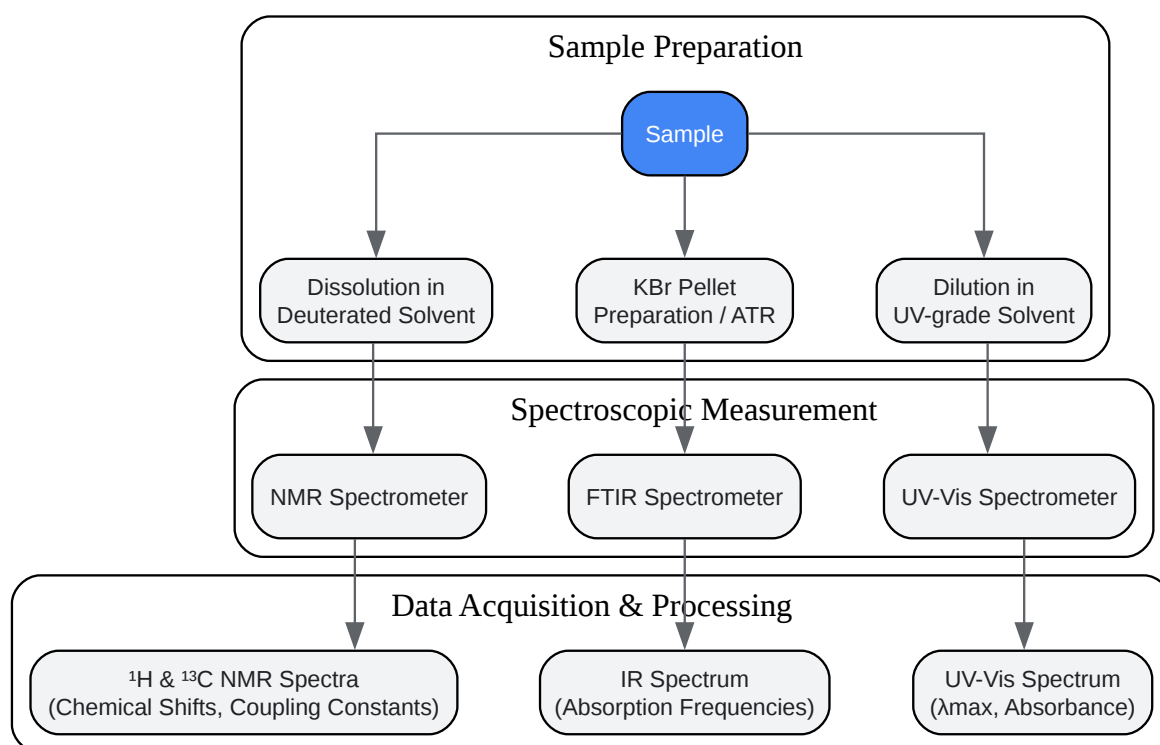 Sample Preparation
Sample
Dissolution in
Deuterated Solvent
KBr Pellet
Preparation / ATR
Dilution in
UV-grade Solvent
Spectroscopic Measurement
NMR Spectrometer
FTIR Spectrometer
UV-Vis Spectrometer
Data Acquisition & Processing
¹H & ¹³C NMR Spectra
(Chemical Shifts, Coupling Constants)
IR Spectrum
(Absorption Frequencies)
UV-Vis Spectrum
(λmax, Absorbance)